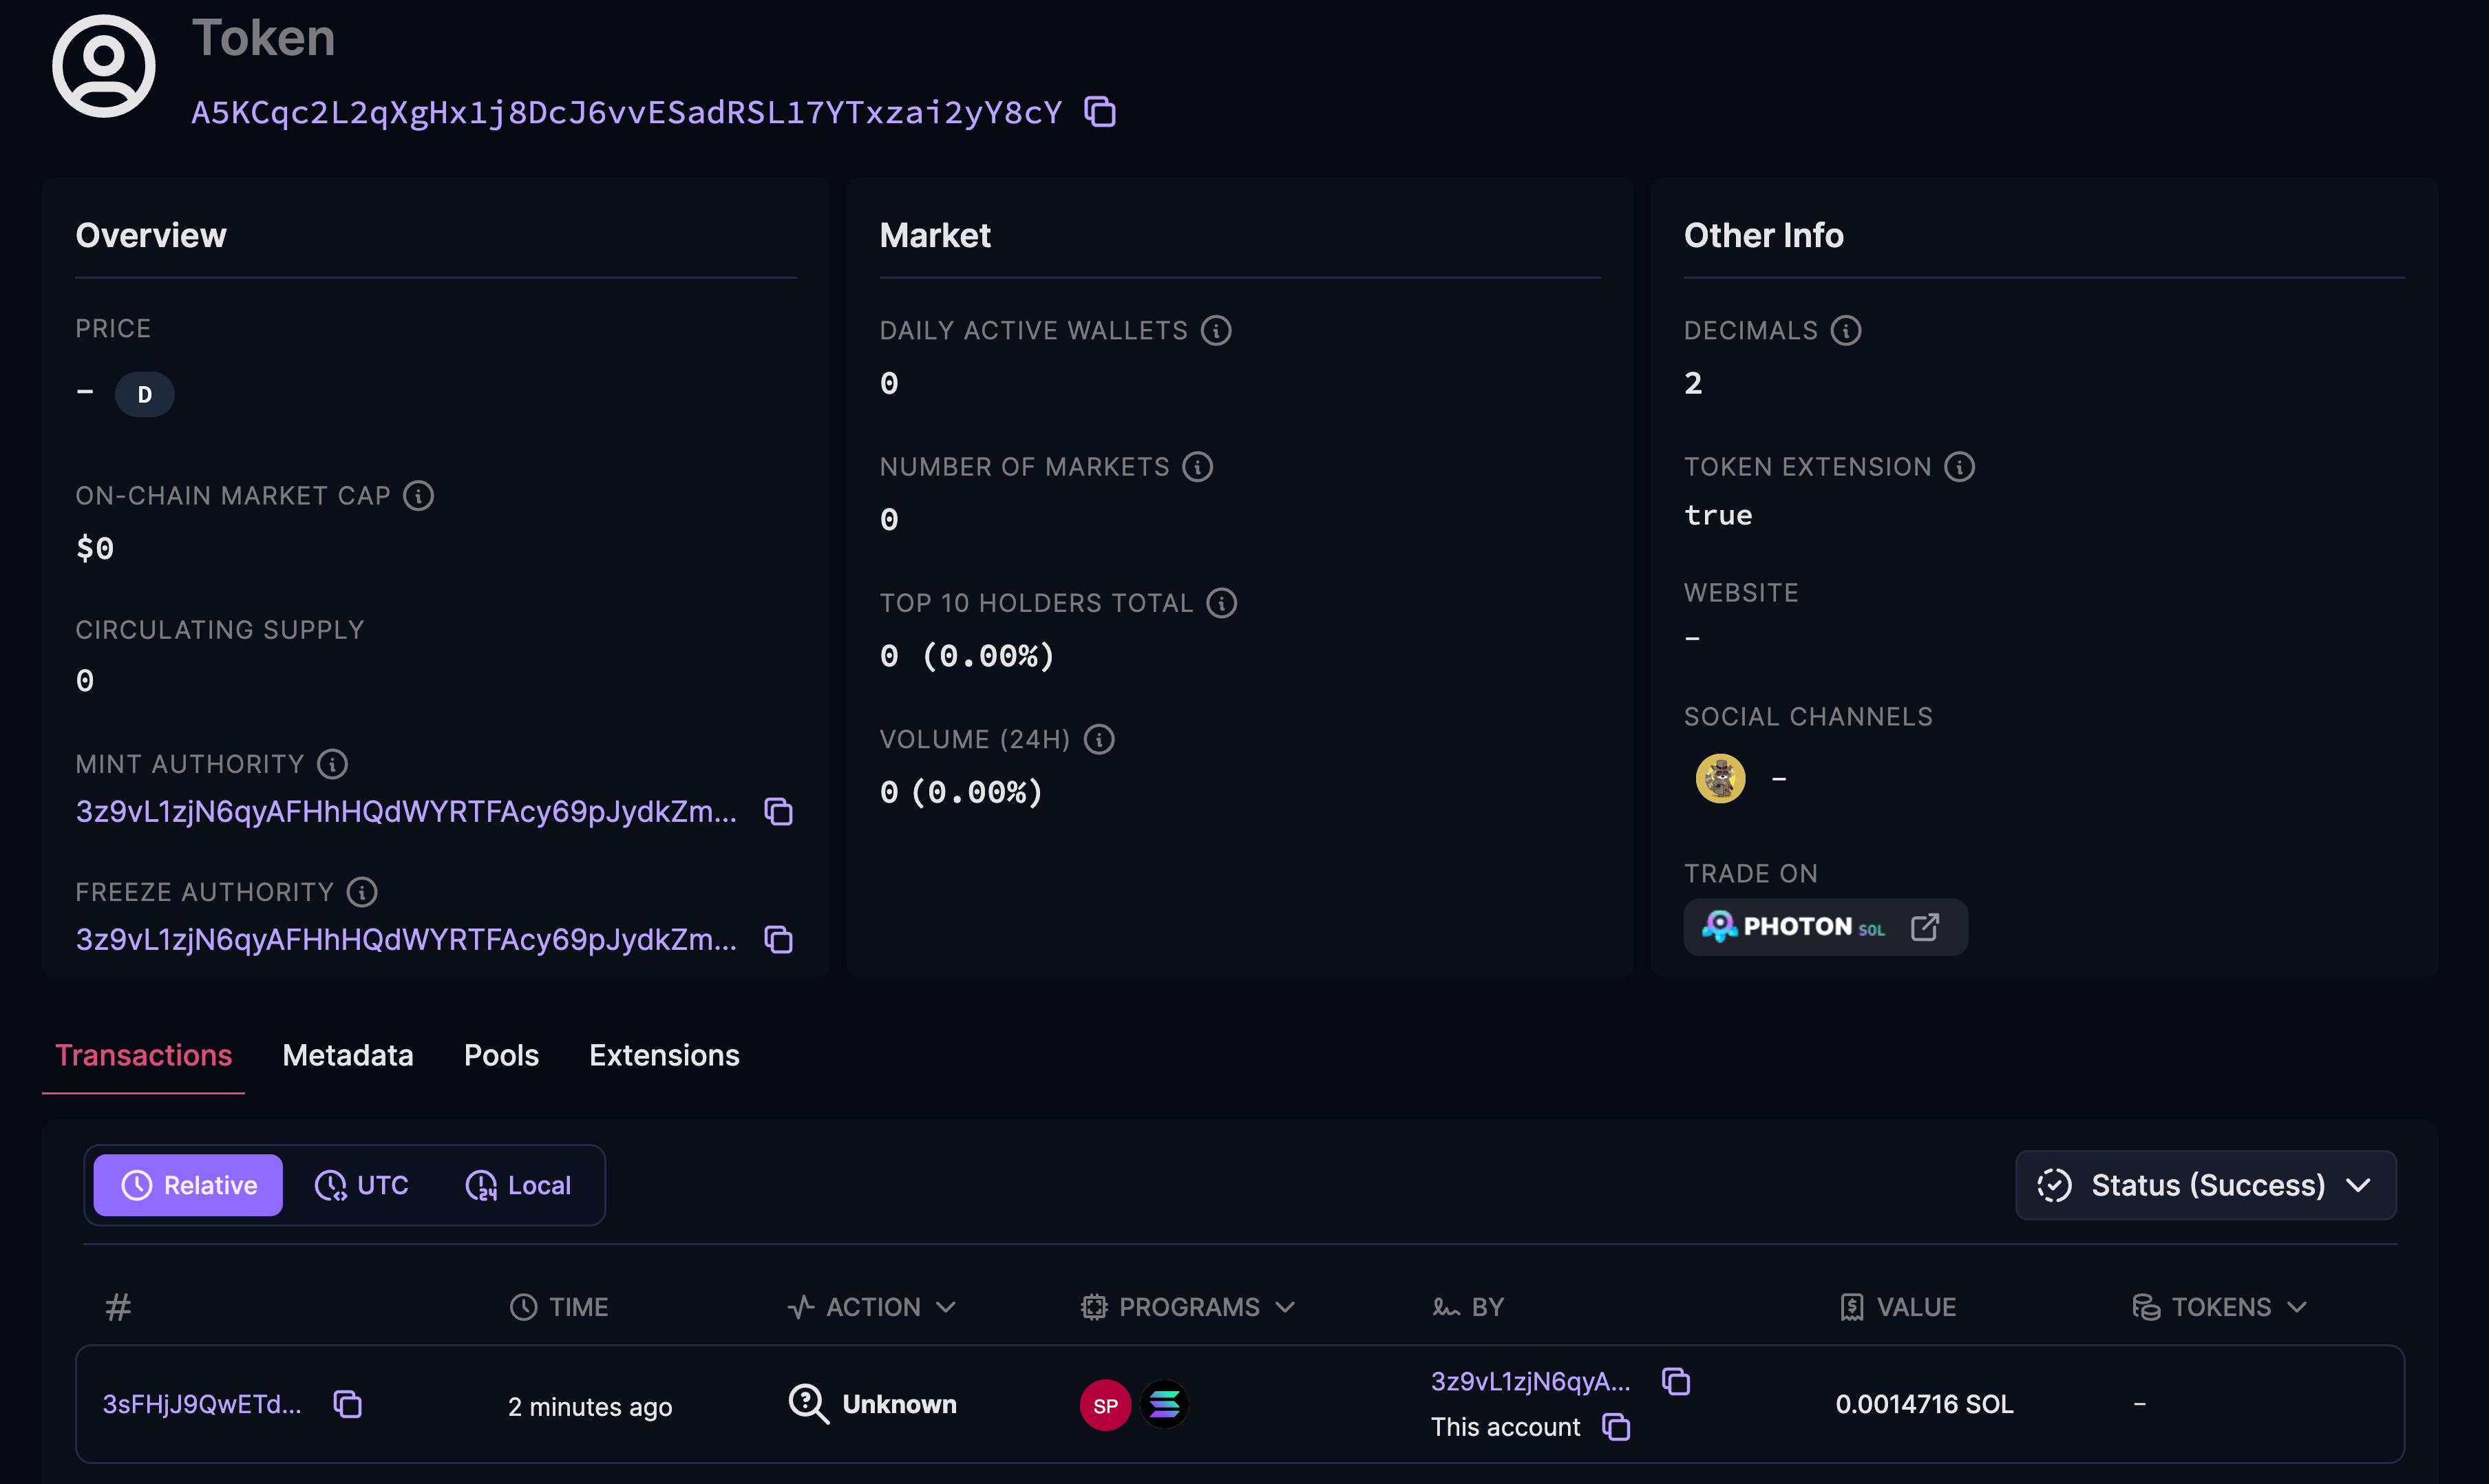 Token
A5KCqc2L2qXgHx1j8DcJ6vvESadRSL17YTxzai2yY8cY
Overview
PRICE
– D
ON-CHAIN MARKET CAP
$0
CIRCULATING SUPPLY
0
MINT AUTHORITY
3z9vL1zjN6qyAFHhHQdWYRTFAcy69pJydkZm...
FREEZE AUTHORITY
3z9vL1zjN6qyAFHhHQdWYRTFAcy69pJydkZm...
Market
DAILY ACTIVE WALLETS
0
NUMBER OF MARKETS
0
TOP 10 HOLDERS TOTAL
0 (0.00%)
VOLUME (24H)
0 (0.00%)
Other Info
DECIMALS
2
TOKEN EXTENSION
true
WEBSITE
–
SOCIAL CHANNELS
–
TRADE ON
PHOTON SOL
Transactions Metadata Pools Extensions
Relative UTC 24 Local Status (Success)
# TIME ACTION PROGRAMS BY VALUE TOKENS
3sFHjJ9QwETd... 2 minutes ago Unknown SP 3z9vL1zjN6qyA... 0.0014716 SOL –
This account